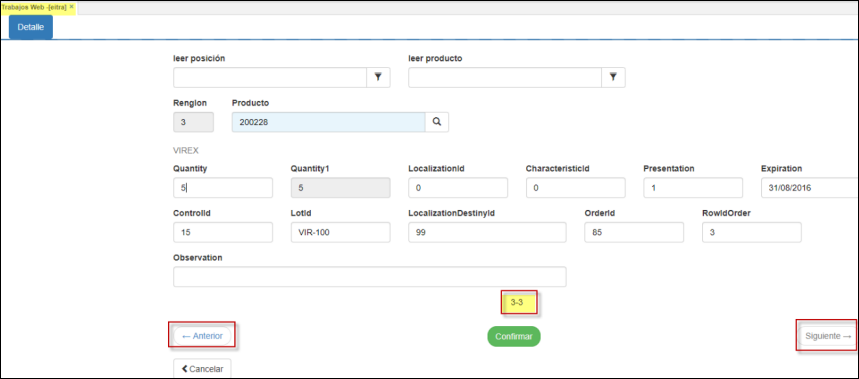 Trabajos Web -[edra] ×
Detalle
leer posición leer producto
Renglon Producto
3 200228
VIREX
Quantity Quantity1 LocalizationId CharacteristicId Presentation Expiration
5 5 0 0 1 31/08/2016
ControlId LotId LocalizationDestinyId OrderId RowIdOrder
15 VIR-100 99 85 3
Observation
3-3
← Anterior Confirmar Siguiente →
Cancelar